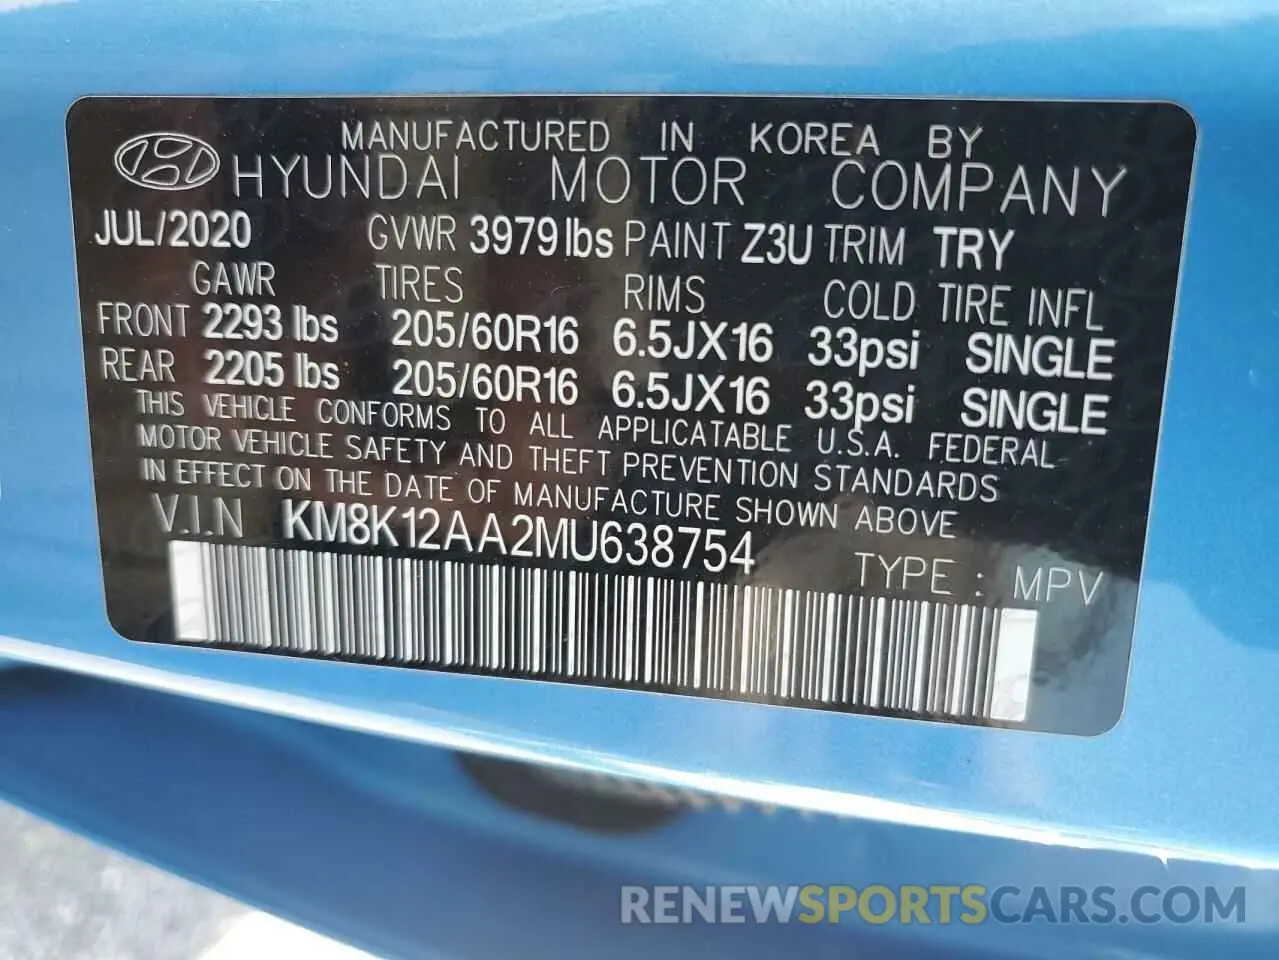 MANUFACTURED IN KOREA BY
HYUNDAI MOTOR COMPANY
JUL/2020 GVWR 3979 lbs PAINT Z3U TRIM TRY
GAWR TIRES RIMS COLD TIRE INFL
FRONT 2293 lbs 205/60R16 6.5JX16 33psi SINGLE
REAR 2205 lbs 205/60R16 6.5JX16 33psi SINGLE
THIS VEHICLE CONFORMS TO ALL APPLICATABLE U.S.A. FEDERAL
MOTOR VEHICLE SAFETY AND THEFT PREVENTION STANDARDS
IN EFFECT ON THE DATE OF MANUFACTURE SHOWN ABOVE
V.I.N KM8K12AA2MU638754 TYPE : MPV
RENEWSPORTSCARS.COM